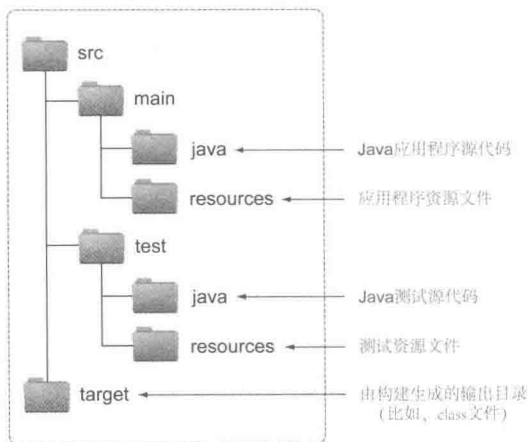 src
main
java
Java应用程序源代码
resources
应用程序资源文件
test
java
Java测试源代码
resources
测试资源文件
target
由构建生成的输出目录
(比如、class文件)